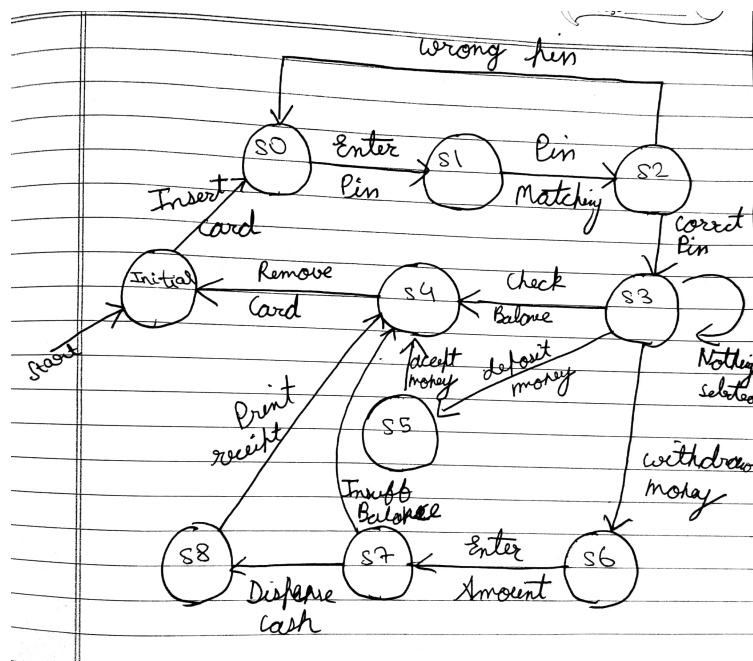 wrong pin
S0
Enter
Pin
S1
Pin
Matching
S2
Insert
Card
corrct
Pin
Initial
Remove
Card
S4
Check
Balance
S3
Start
Nothing
selected
accept
money
deposit
money
Print
receipt
S5
withdraw
money
Insuff
Balance
S8
S7
Enter
Amount
S6
Dispense
cash